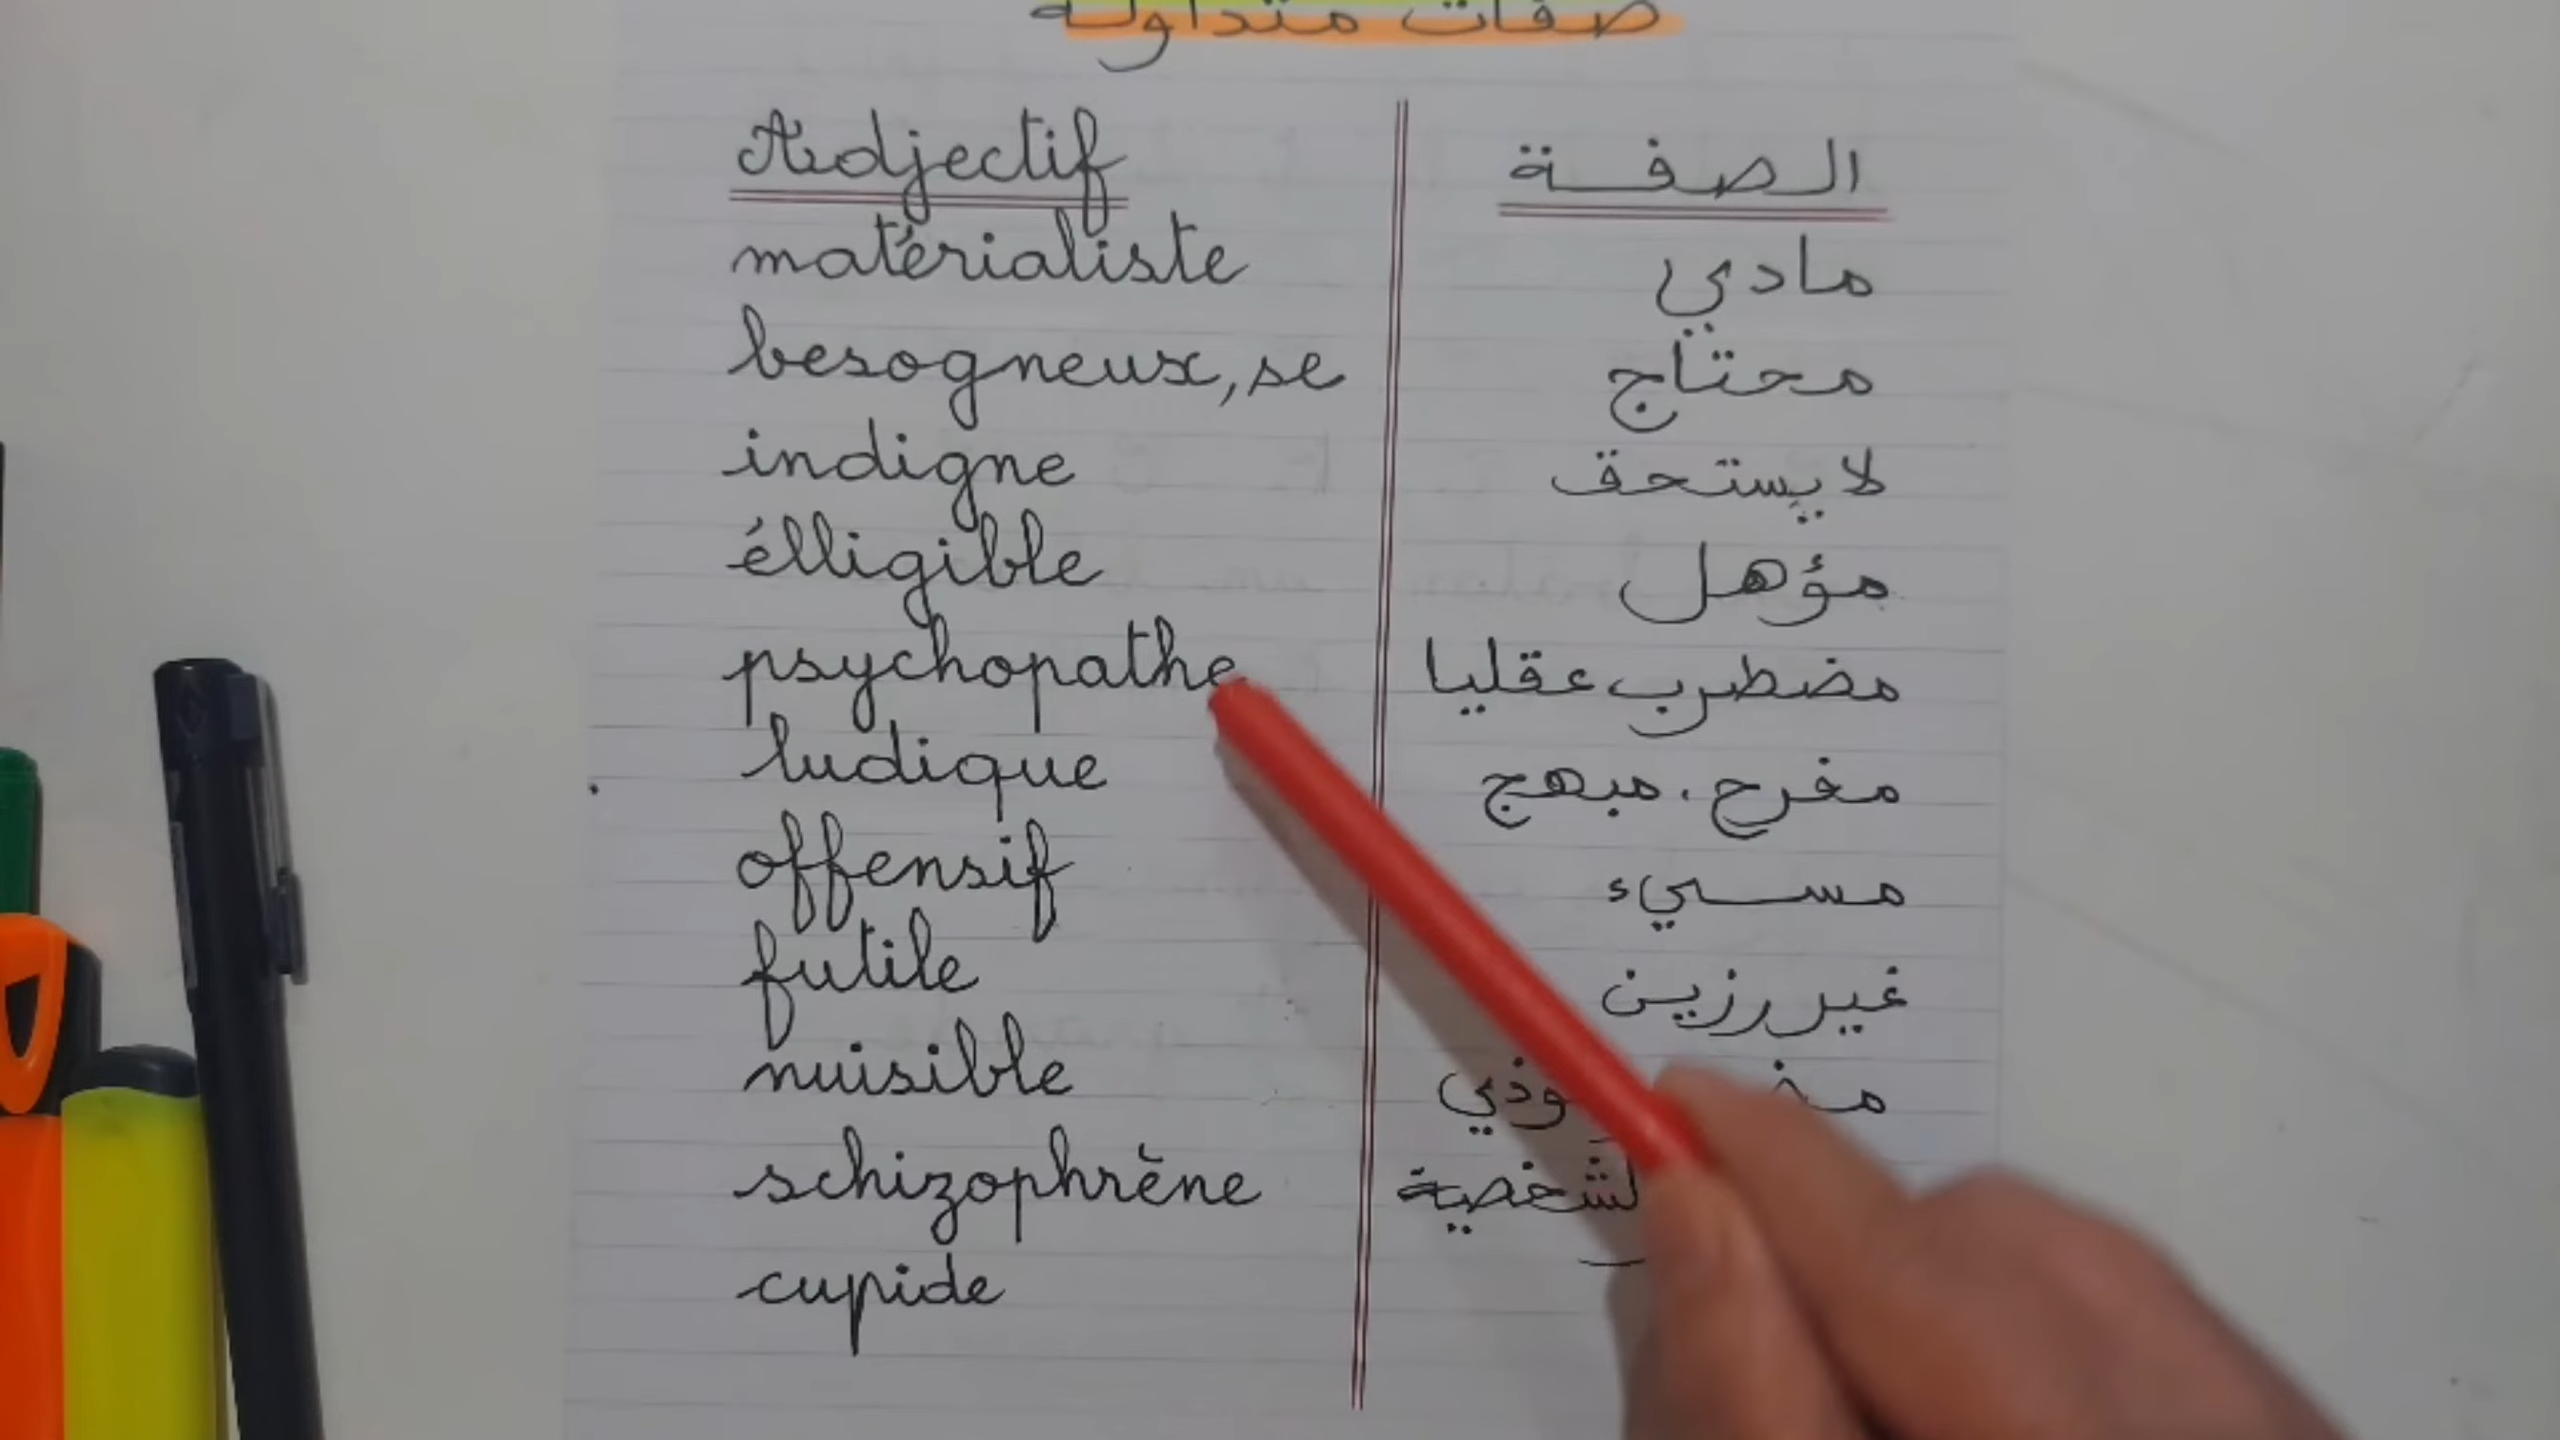 صفات متداولة
Adjectif الصفة
matérialiste مادي
besogneux, se محتاج
indigne لا يستحق
élligible مؤهل
psychopathe مضطرب عقليا
ludique مفرح، مبهج
offensif مسيء
futile غير رزين
nuisible
schizophrène
cupide